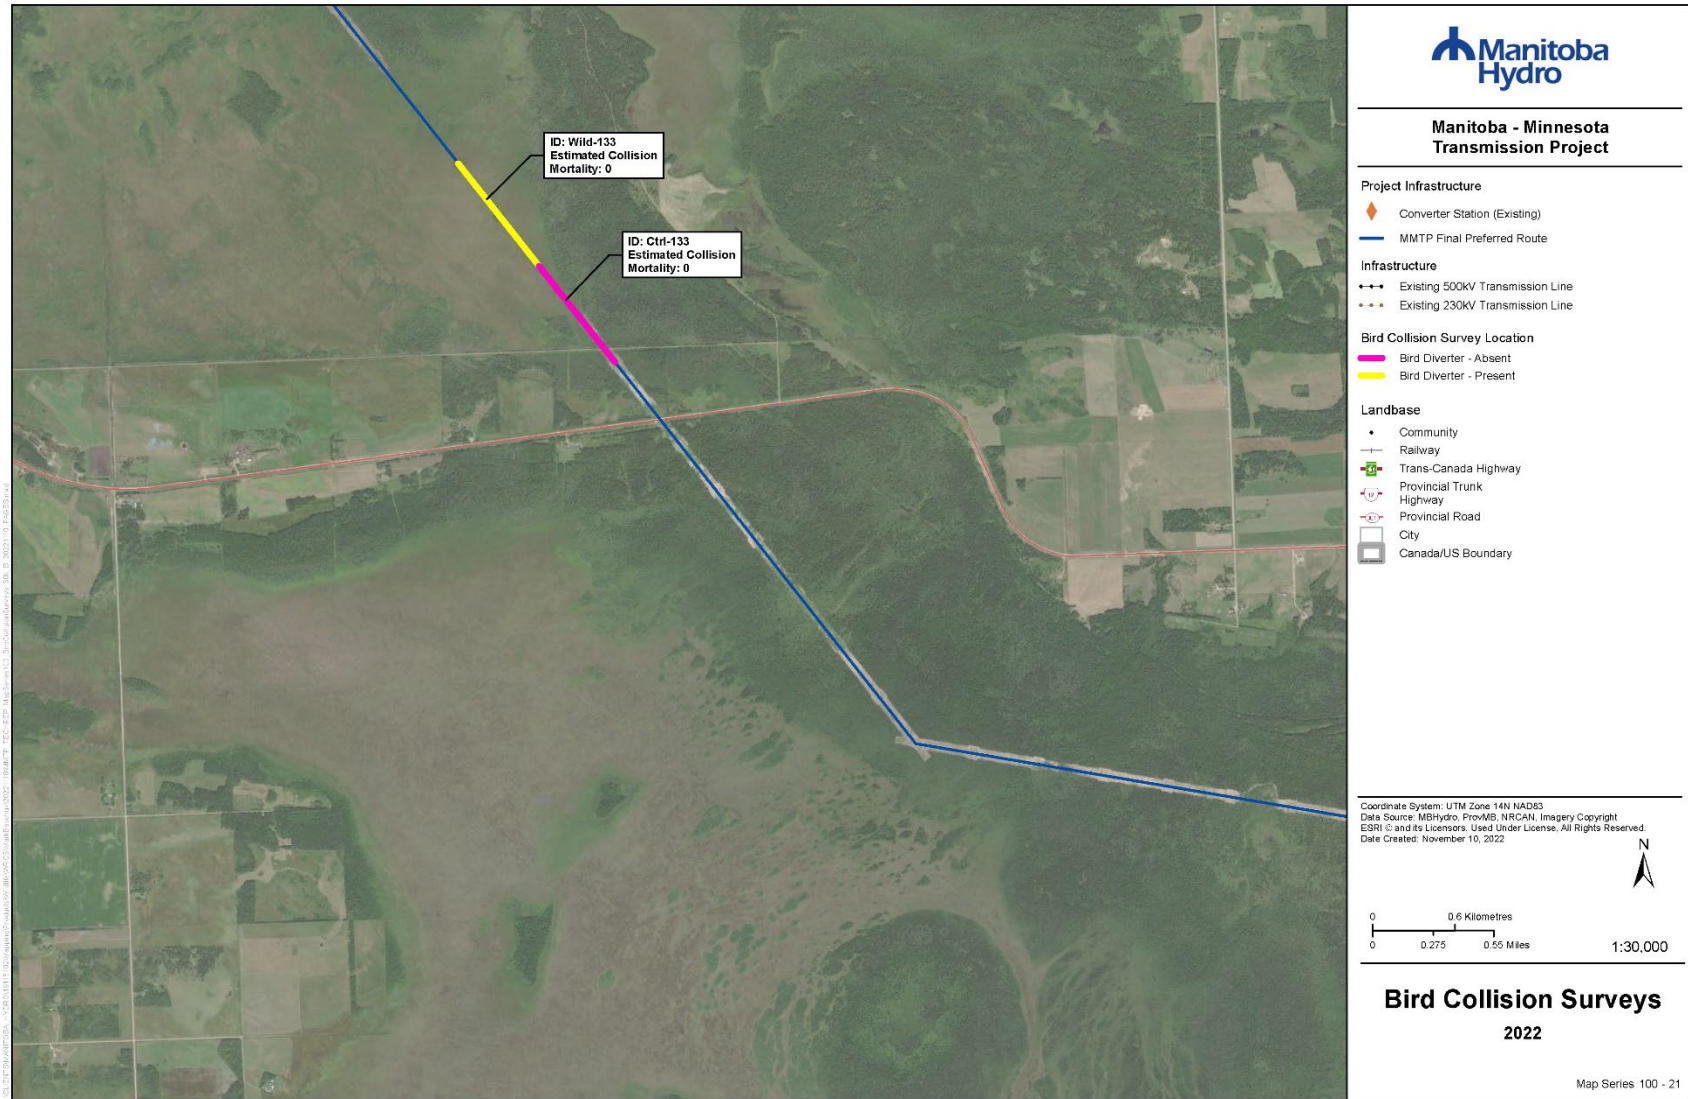 ID: Wild-133
Estimated Collision
Mortality: 0
ID: Ctrl-133
Estimated Collision
Mortality: 0
Manitoba
Hydro
Manitoba - Minnesota
Transmission Project
Project Infrastructure
Converter Station (Existing)
MMTP Final Preferred Route
Infrastructure
Existing 500kV Transmission Line
Existing 230kV Transmission Line
Bird Collision Survey Location
Bird Diverter - Absent
Bird Diverter - Present
Landbase
Community
Railway
Trans-Canada Highway
Provincial Trunk
Highway
Provincial Road
City
Canada/US Boundary
Coordinate System: UTM Zone 14N NAD83
Data Source: MBHydro, ProvMB, NRCAN, Imagery Copyright
ESRI © and its Licensors. Used Under License, All Rights Reserved.
Date Created: November 10, 2022
N
0 0.6 Kilometres
0 0.275 0.55 Miles
1:30,000
Bird Collision Surveys
2022
Map Series 100 - 21